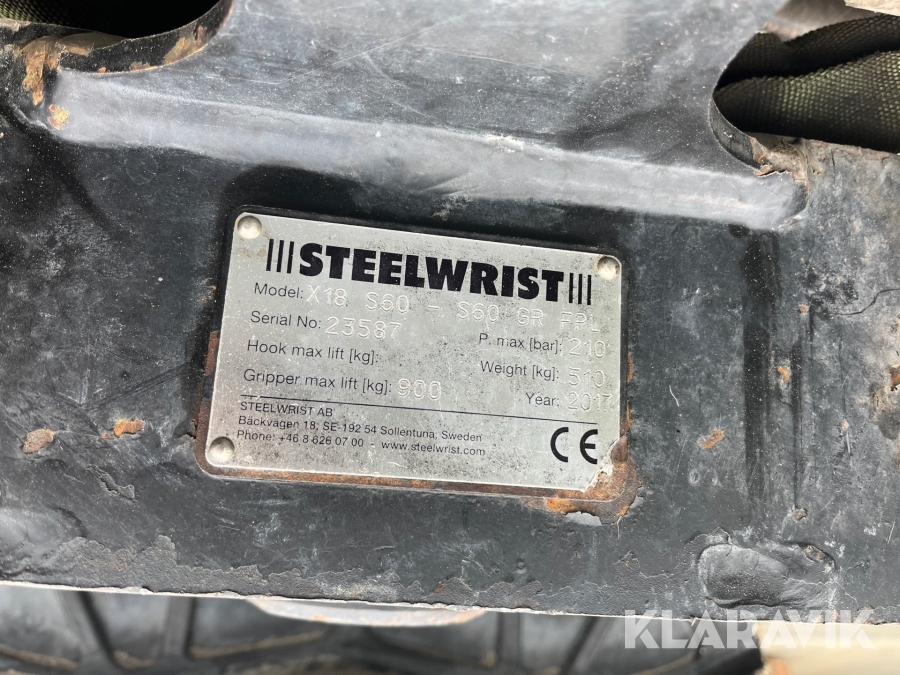 STEELWRIST
Model: X18 S60 - S60 GR FPL
Serial No: 23587
P. max [bar]: 210
Hook max lift [kg]:
Weight [kg]: 510
Gripper max lift [kg]: 900
Year: 2017
STEELWRIST AB
Bäckvägen 18, SE-192 54 Sollentuna, Sweden
Phone: +46 8 626 07 00 - www.steelwrist.com
CE
KLARAVIK